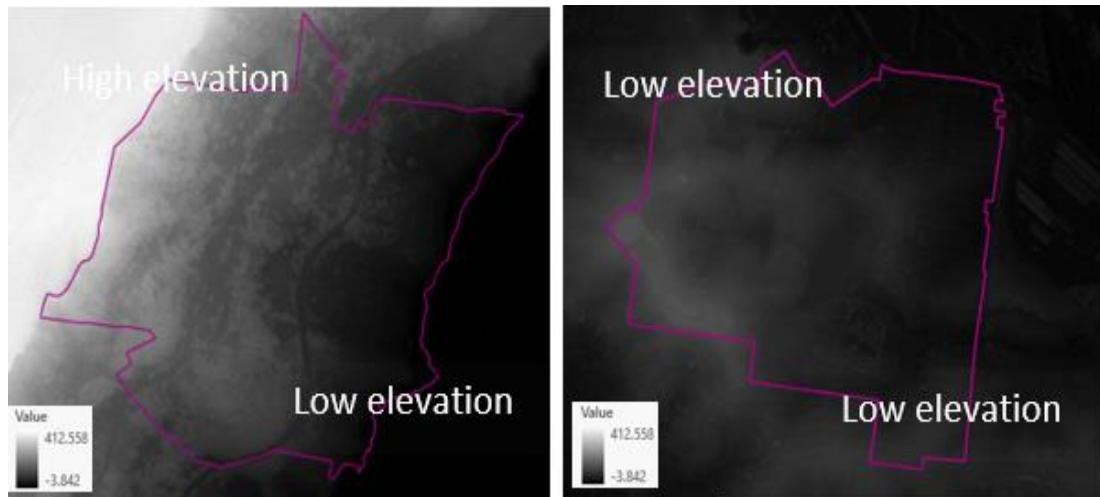 High elevation
Low elevation
Value
412.558
-3.842
Low elevation
Low elevation
Value
412.558
-3.842